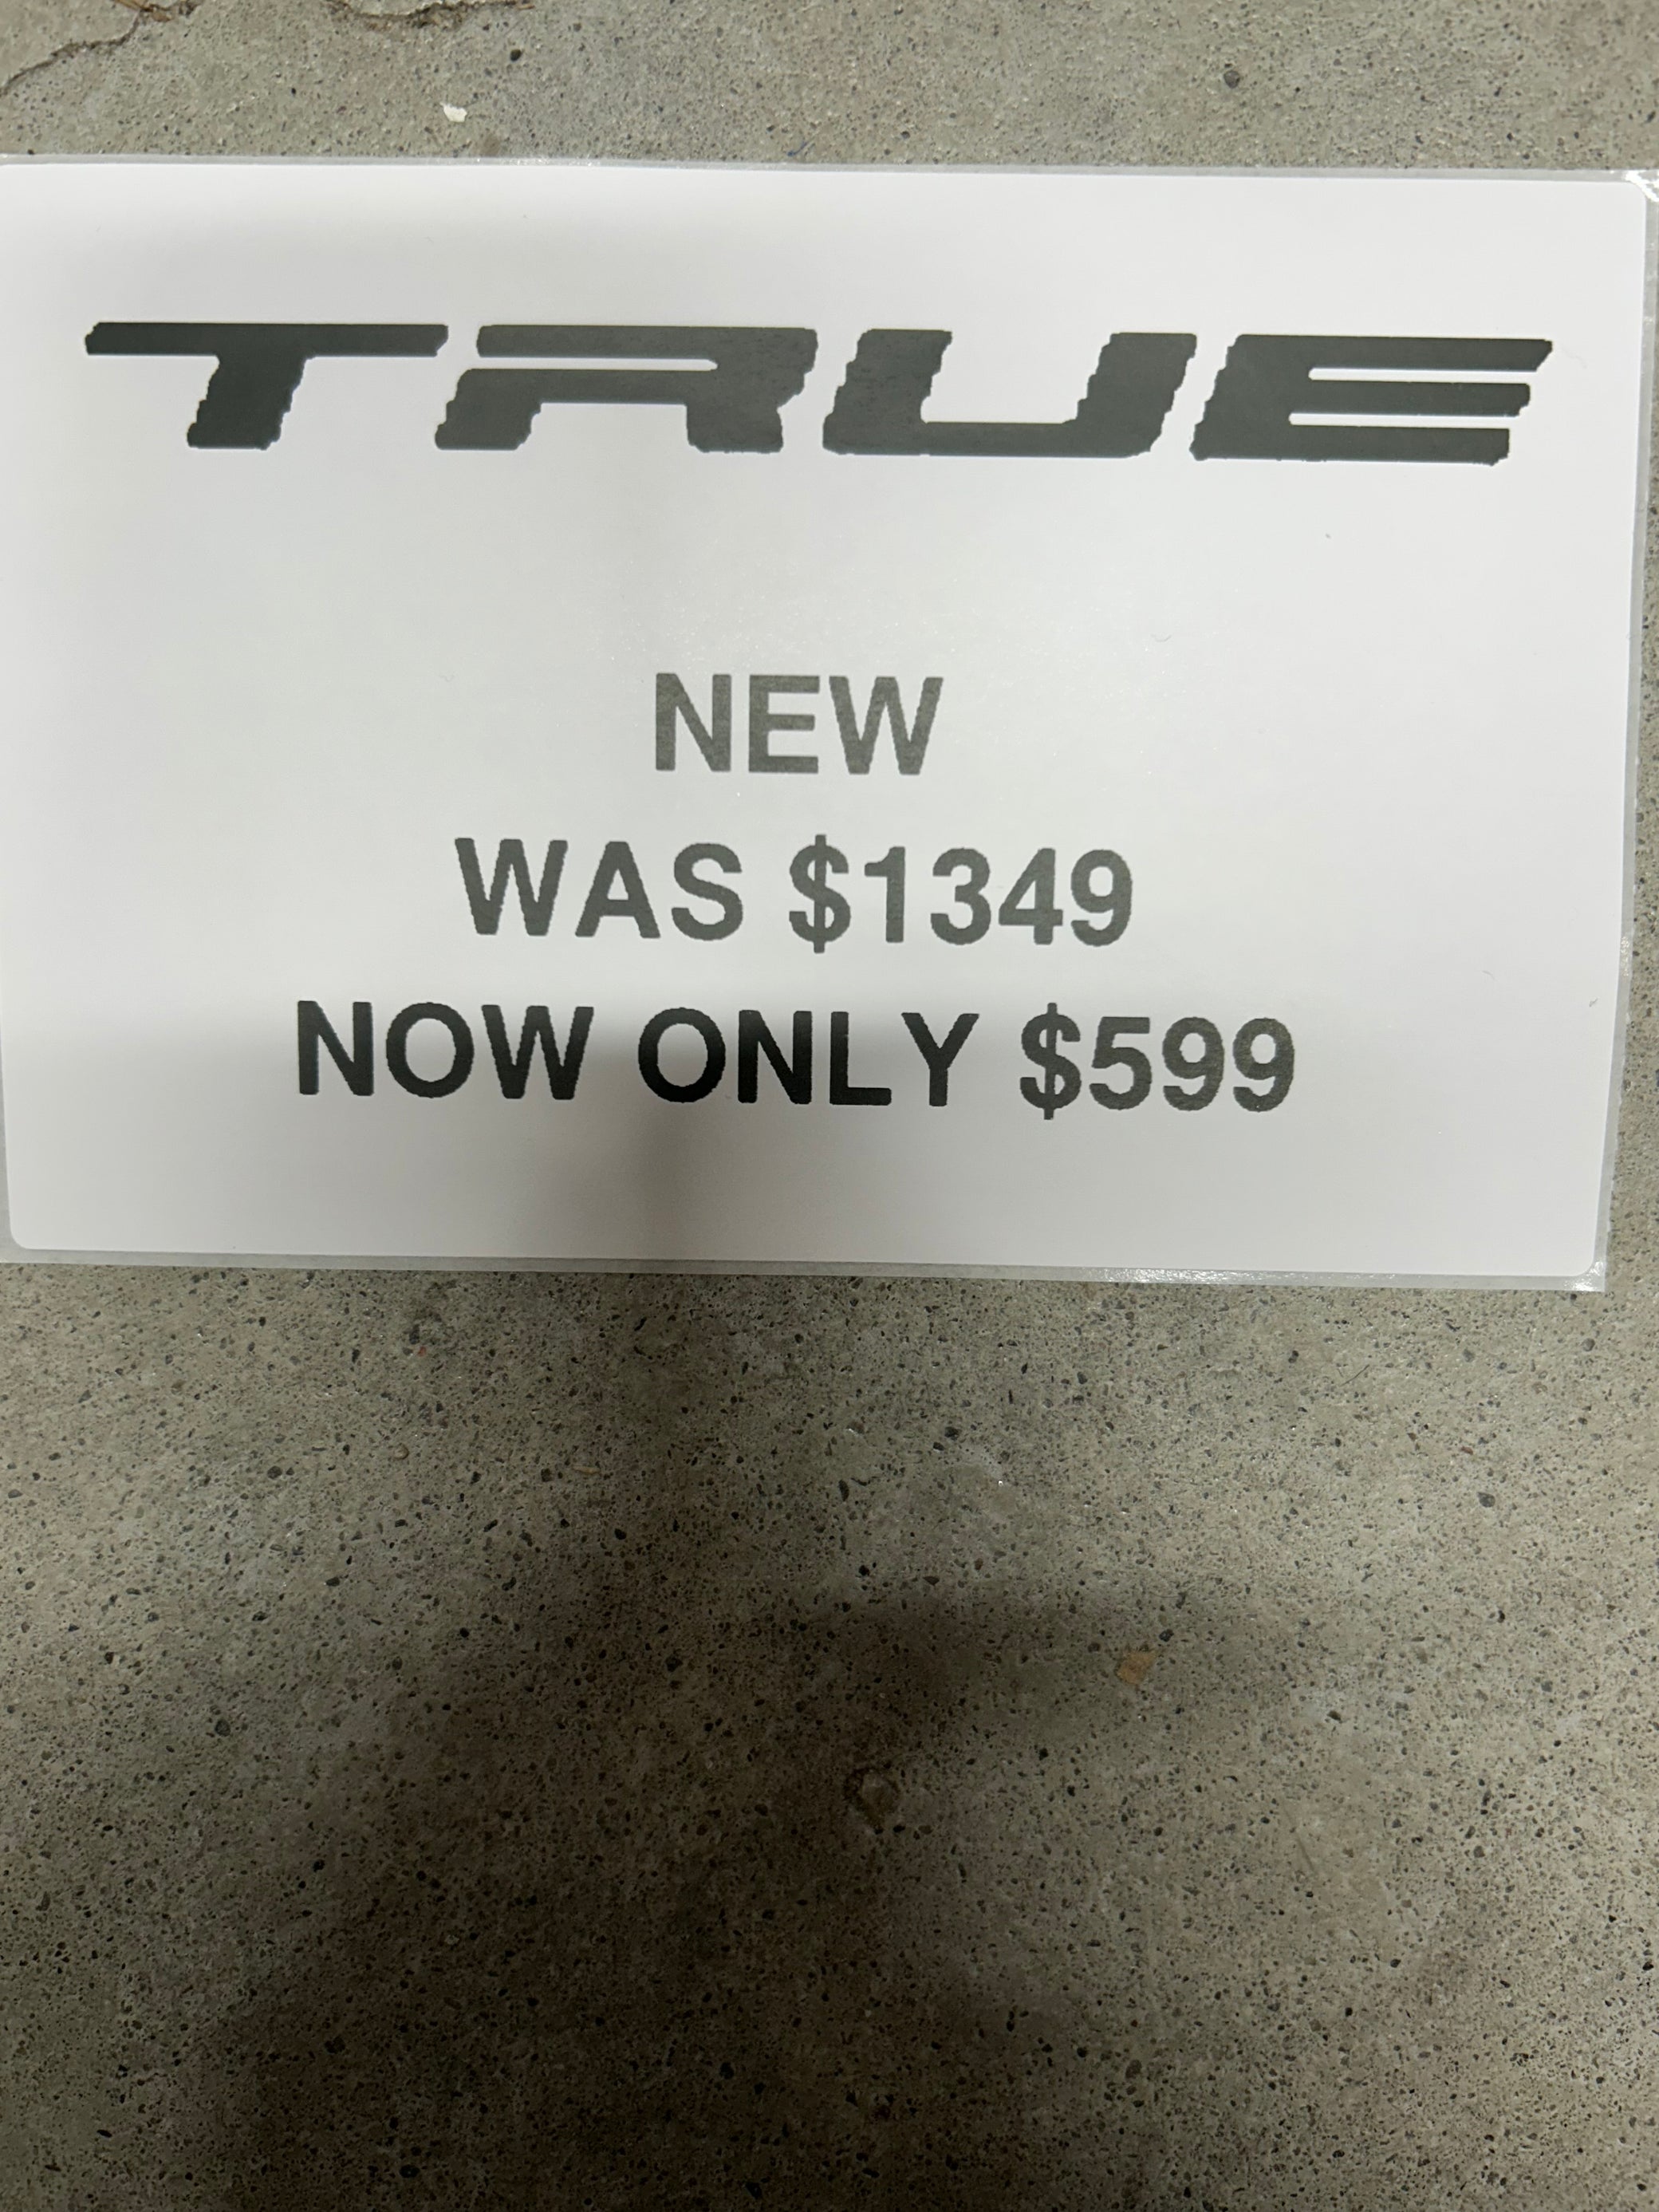 TRUE
NEW
WAS $1349
NOW ONLY $599